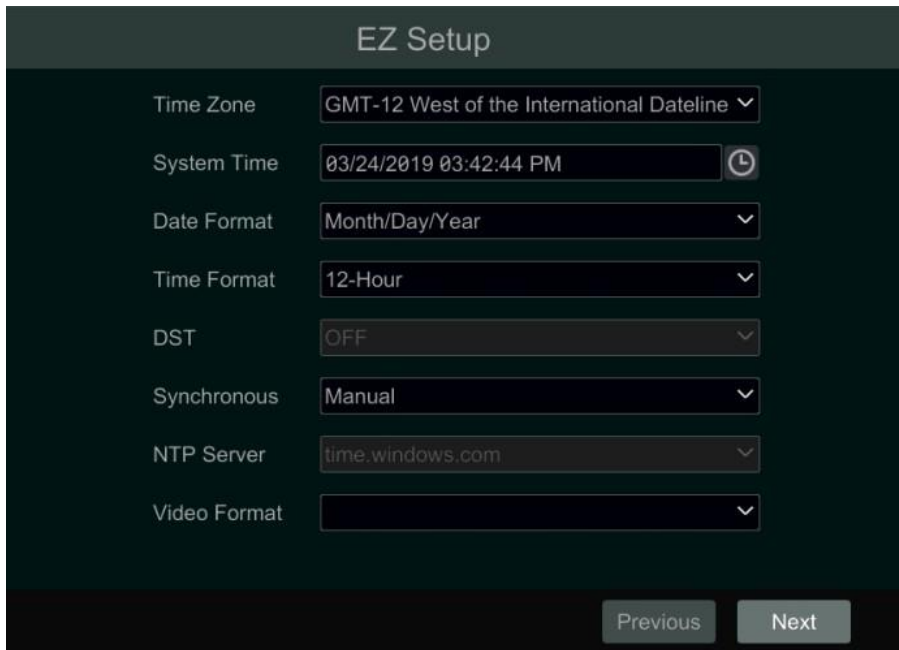 EZ Setup
Time Zone GMT-12 West of the International Dateline
System Time 03/24/2019 03:42:44 PM
Date Format Month/Day/Year
Time Format 12-Hour
DST OFF
Synchronous Manual
NTP Server time.windows.com
Video Format
Previous Next